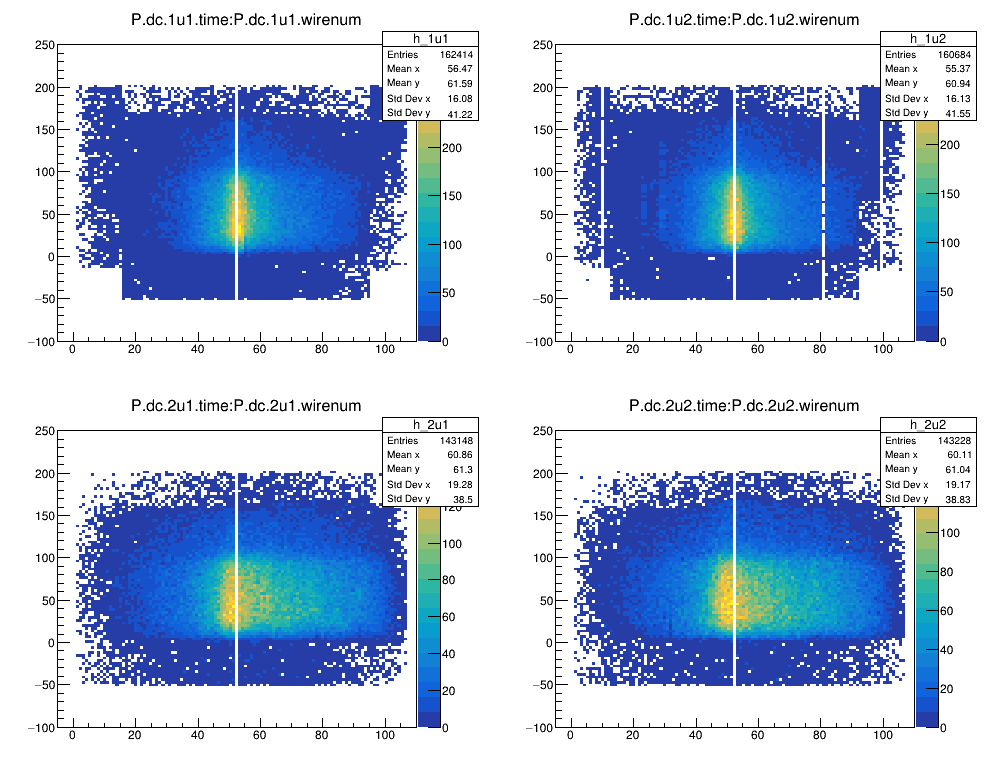 P.dc.1u1.time:P.dc.1u1.wirenum
h_1u1
Entries 162414
Mean x 56.47
Mean y 61.59
Std Dev x 16.08
Std Dev y 41.22
250
200
150
100
50
0
−50
−100
0 20 40 60 80 100
200
150
100
50
0
P.dc.1u2.time:P.dc.1u2.wirenum
h_1u2
Entries 160684
Mean x 55.37
Mean y 60.94
Std Dev x 16.13
Std Dev y 41.55
250
200
150
100
50
0
−50
−100
0 20 40 60 80 100
200
150
100
50
0
P.dc.2u1.time:P.dc.2u1.wirenum
h_2u1
Entries 143148
Mean x 60.86
Mean y 61.3
Std Dev x 19.28
Std Dev y 38.5
250
200
150
100
50
0
−50
−100
0 20 40 60 80 100
120
100
80
60
40
20
0
P.dc.2u2.time:P.dc.2u2.wirenum
h_2u2
Entries 143228
Mean x 60.11
Mean y 61.04
Std Dev x 19.17
Std Dev y 38.83
250
200
150
100
50
0
−50
−100
0 20 40 60 80 100
100
80
60
40
20
0